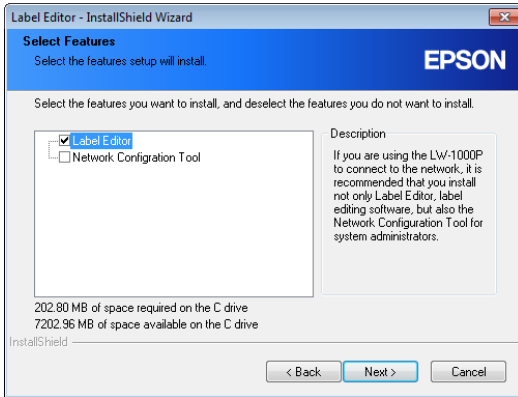 Label Editor - InstallShield Wizard
Select Features
Select the features setup will install.
EPSON
Select the features you want to install, and deselect the features you do not want to install.
Label Editor
Network Configration Tool
Description
If you are using the LW-1000P
to connect to the network, it is
recommended that you install
not only Label Editor, label
editing software, but also the
Network Configuration Tool for
system administrators.
202.80 MB of space required on the C drive
7202.96 MB of space available on the C drive
InstallShield
< Back
Next >
Cancel